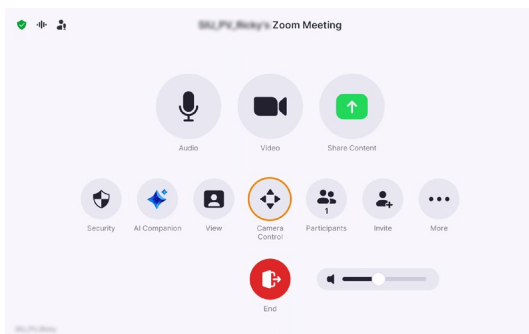 Zoom Meeting
Audio
Video
Share Content
Security
AI Companion
View
Camera
Control
Participants
1
Invite
More
End